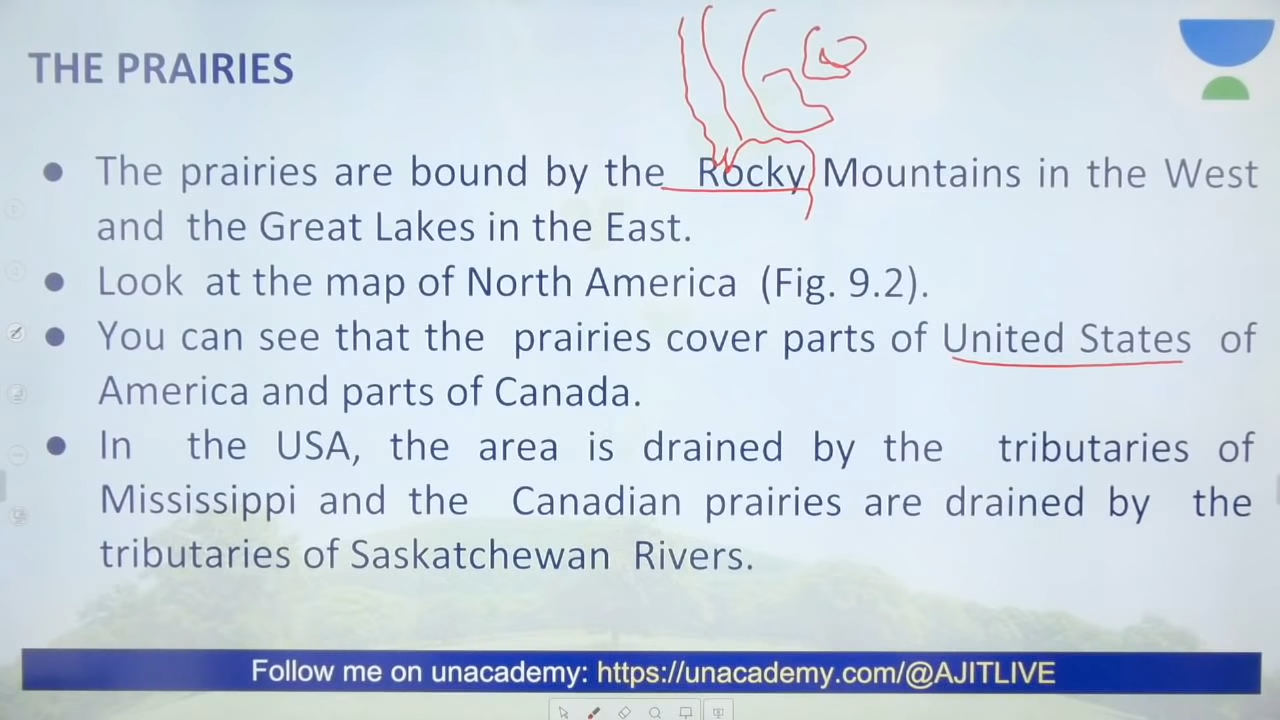 THE PRAIRIES
● The prairies are bound by the Rocky Mountains in the West
and the Great Lakes in the East.
● Look at the map of North America (Fig. 9.2).
● You can see that the prairies cover parts of United States of
America and parts of Canada.
● In the USA, the area is drained by the tributaries of
Mississippi and the Canadian prairies are drained by the
tributaries of Saskatchewan Rivers.
Follow me on unacademy: https://unacademy.com/@AJITLIVE